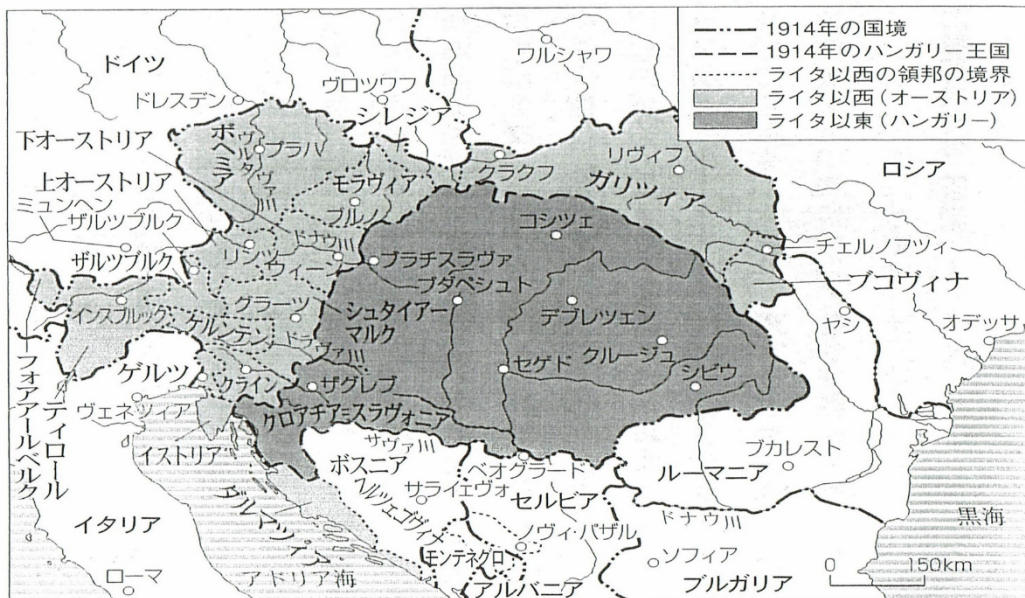 1914年の国境
1914年のハンガリー王国
ライタ以西の領邦の境界
ライタ以西(オーストリア)
ライタ以東(ハンガリー)
ドイツ
ワルシャワ
ヴロツワフ
ドレスデン
シレジア
下オーストリア
ボヘミア
ヴルタヴァ川
プラハ
クラクフ
リヴィフ
ロシア
上オーストリア
モラヴィア
ガリツィア
ミュンヘン
ブルノ
ザルツブルク
コシツェ
ドナウ川
チェルノフツィ
ザルツブルク
リンツ
ウィーン
ブラチスラヴァ
ブダペシュト
ブコヴィナ
インスブルック
グラーツ
シュタイアーマルク
デブレツェン
ヤシ
オデッサ
ケルンテン
ドラヴァ川
クルージュ
ゲルツ
クライン
ザグレブ
セゲド
シビウ
フォアアールベルク
ティロール
ヴェネツィア
クロアチア=スラヴォニア
イストリア
サヴァ川
ボスニア
ベオグラード
ブカレスト
ルーマニア
ヘルツェゴヴィナ
サライェヴォ
セルビア
ダルマツィア
ドナウ川
黒海
イタリア
ノヴィ・バザル
モンテネグロ
ソフィア
アドリア海
ローマ
アルバニア
ブルガリア
0 150km